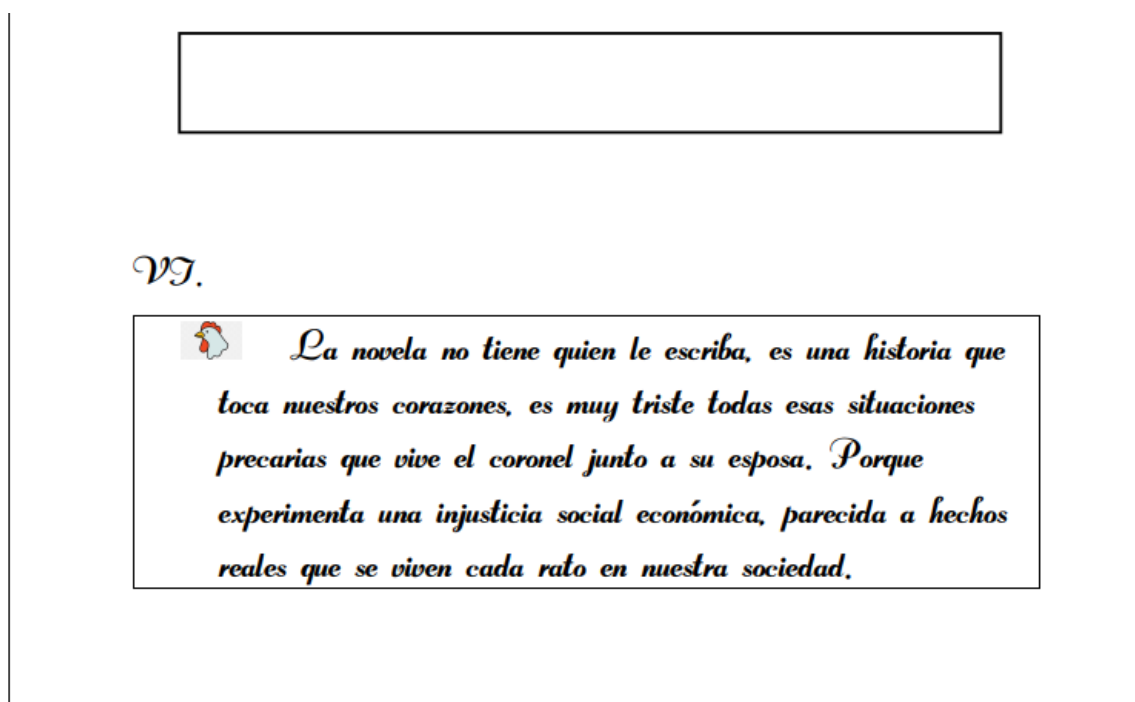 VI.
La novela no tiene quien le escriba, es una historia que
toca nuestros corazones, es muy triste todas esas situaciones
precarias que vive el coronel junto a su esposa. Porque
experimenta una injusticia social económica, parecida a hechos
reales que se viven cada rato en nuestra sociedad.